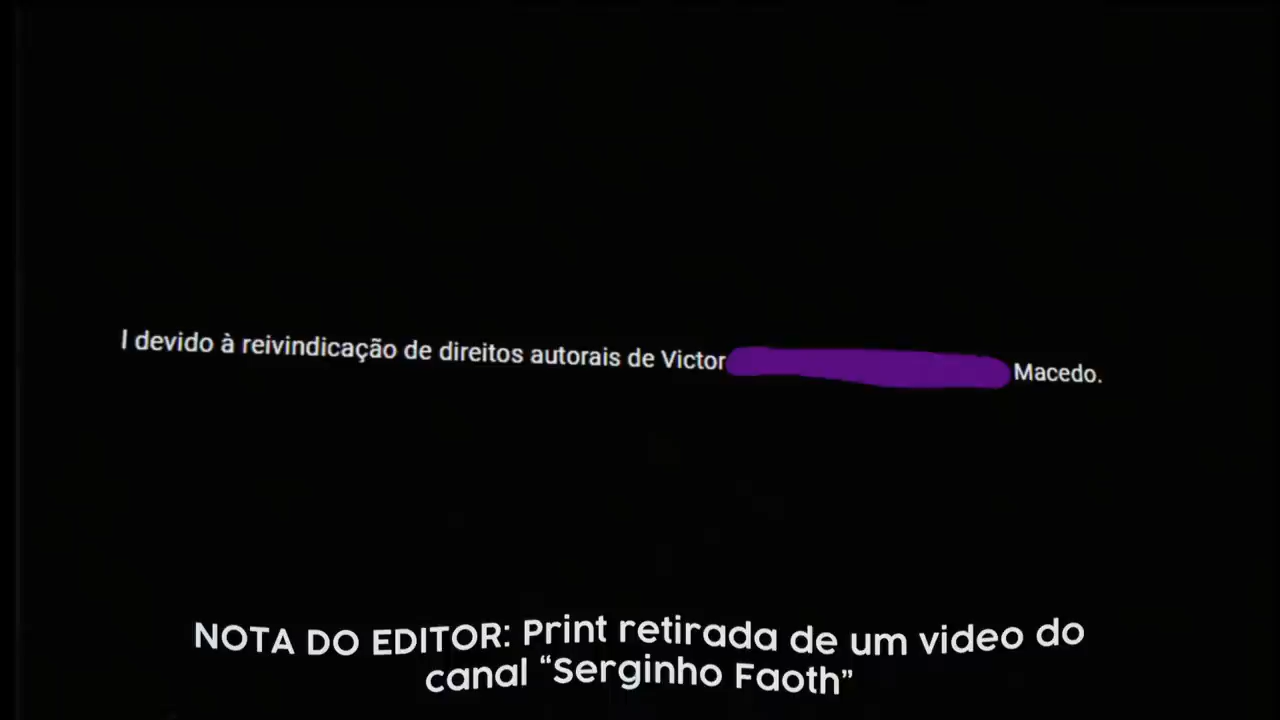 l devido à reivindicação de direitos autorais de Victor Macedo.
NOTA DO EDITOR: Print retirada de um video do
canal “Serginho Faoth”